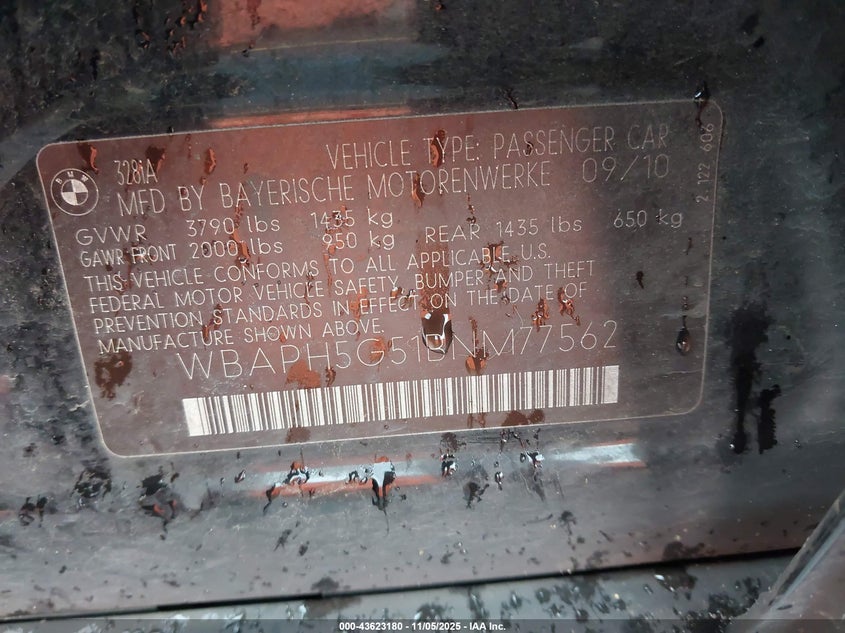 BMW
328iA
VEHICLE TYPE: PASSENGER CAR
MFD BY BAYERISCHE MOTORENWERKE 09/10
GVWR 3790 lbs 1435 kg
GAWR FRONT 2000 lbs 950 kg REAR 1435 lbs 650 kg
THIS VEHICLE CONFORMS TO ALL APPLICABLE U.S.
FEDERAL MOTOR VEHICLE SAFETY, BUMPER AND THEFT
PREVENTION STANDARDS IN EFFECT ON THE DATE OF
MANUFACTURE SHOWN ABOVE.
WBAPH5G51BNM77562
2 122 606
000-43623180 - 11/05/2025 - IAA Inc.